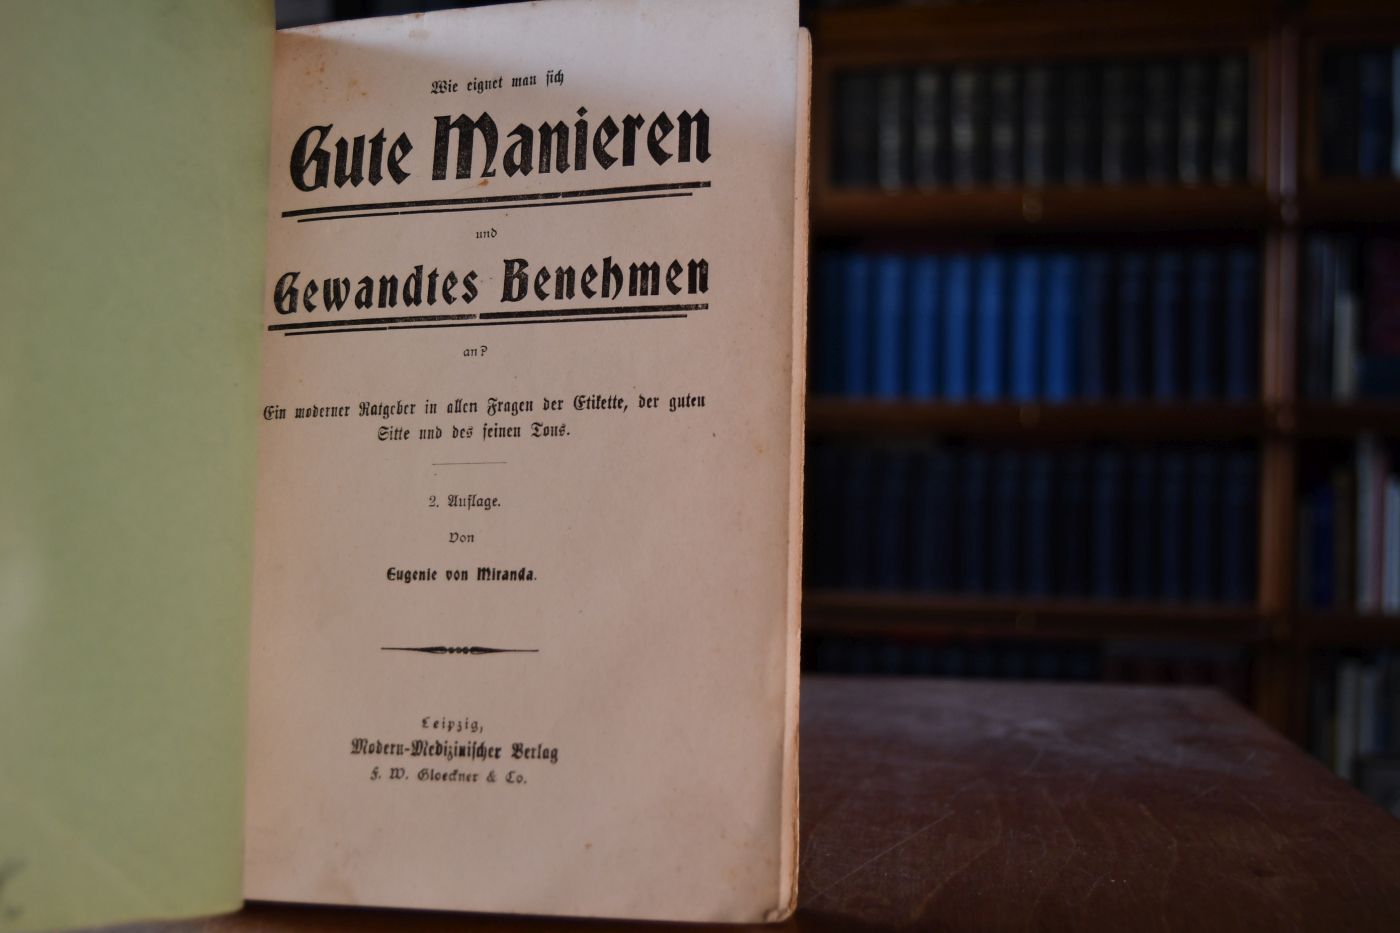 Wie eignet man sich
Gute Manieren
und
Gewandtes Benehmen
an?
Ein moderner Ratgeber in allen Fragen der Etikette, der guten
Sitte und des feinen Tons.
2. Auflage.
Von
Eugenie von Miranda.
Leipzig,
Modern-Medizinischer Verlag
F. W. Gloeckner & Co.